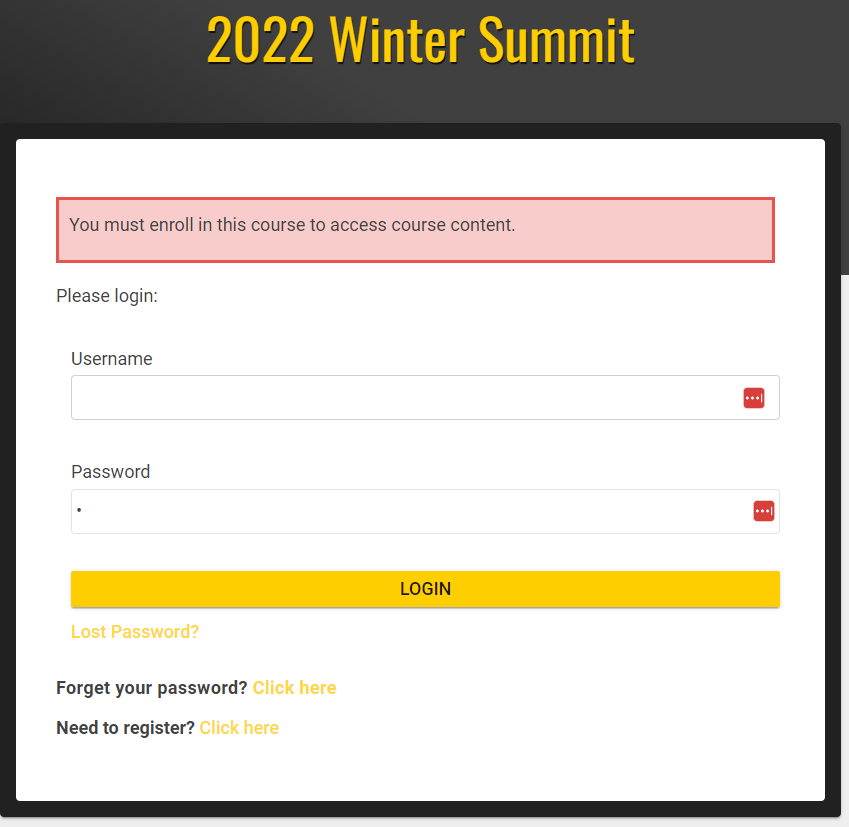 2022 Winter Summit
You must enroll in this course to access course content.
Please login:
Username
Password
•
LOGIN
Lost Password?
Forget your password? Click here
Need to register? Click here